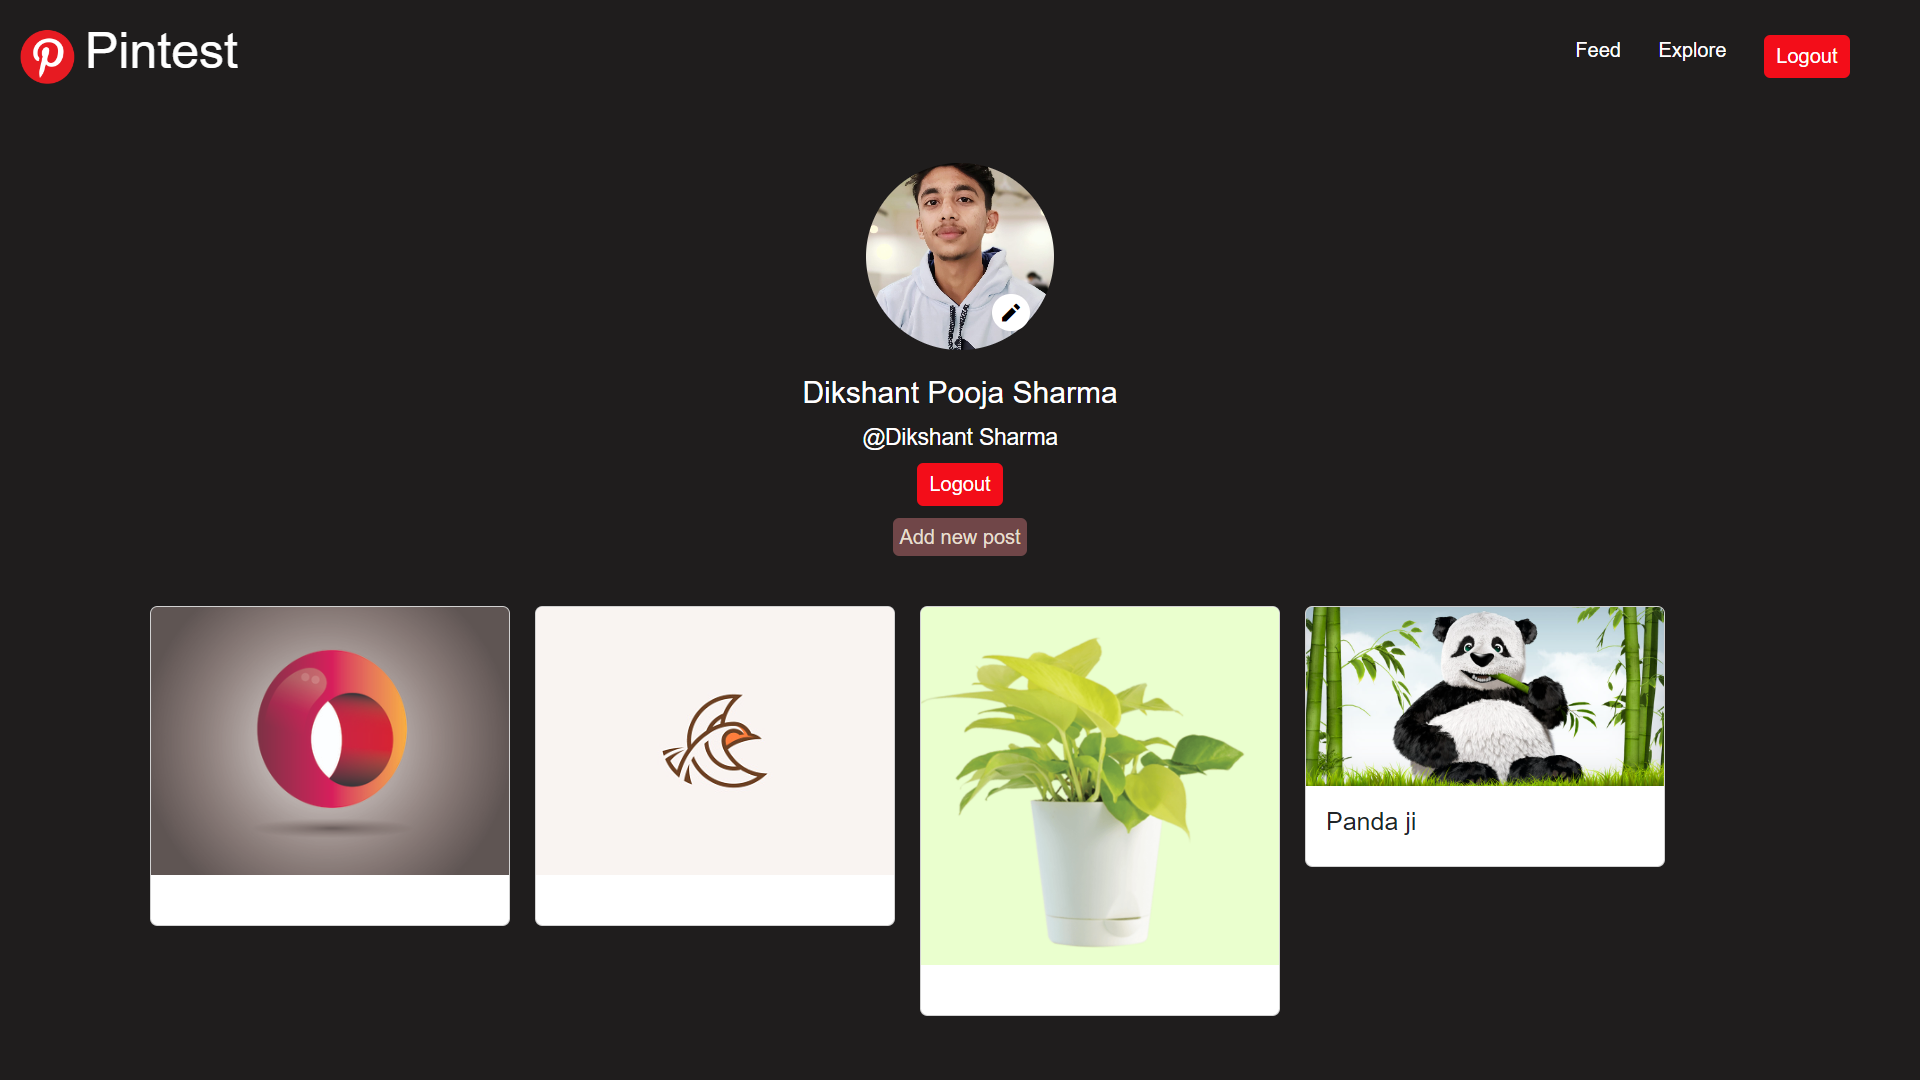 Pintest
Feed
Explore
Logout
Dikshant Pooja Sharma
@Dikshant Sharma
Logout
Add new post
Panda ji